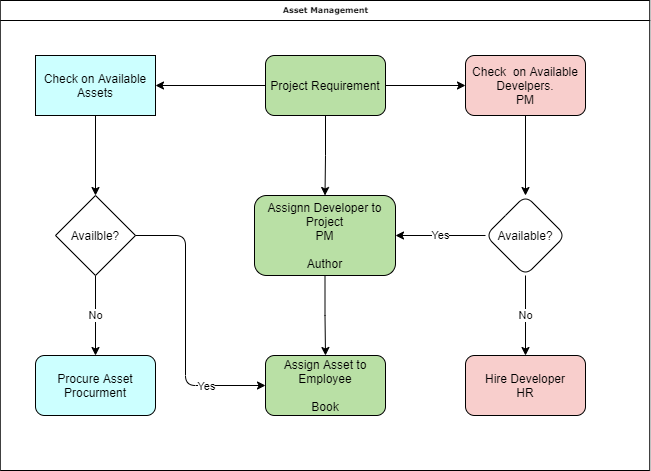 Asset Management
Check on Available
Assets
Project Requirement
Check  on Available
Develpers.
PM
Availble?
Assignn Developer to
Project
PM
Author
Yes
Available?
No
No
Procure Asset
Procurment
Yes
Assign Asset to
Employee
Book
Hire Developer
HR